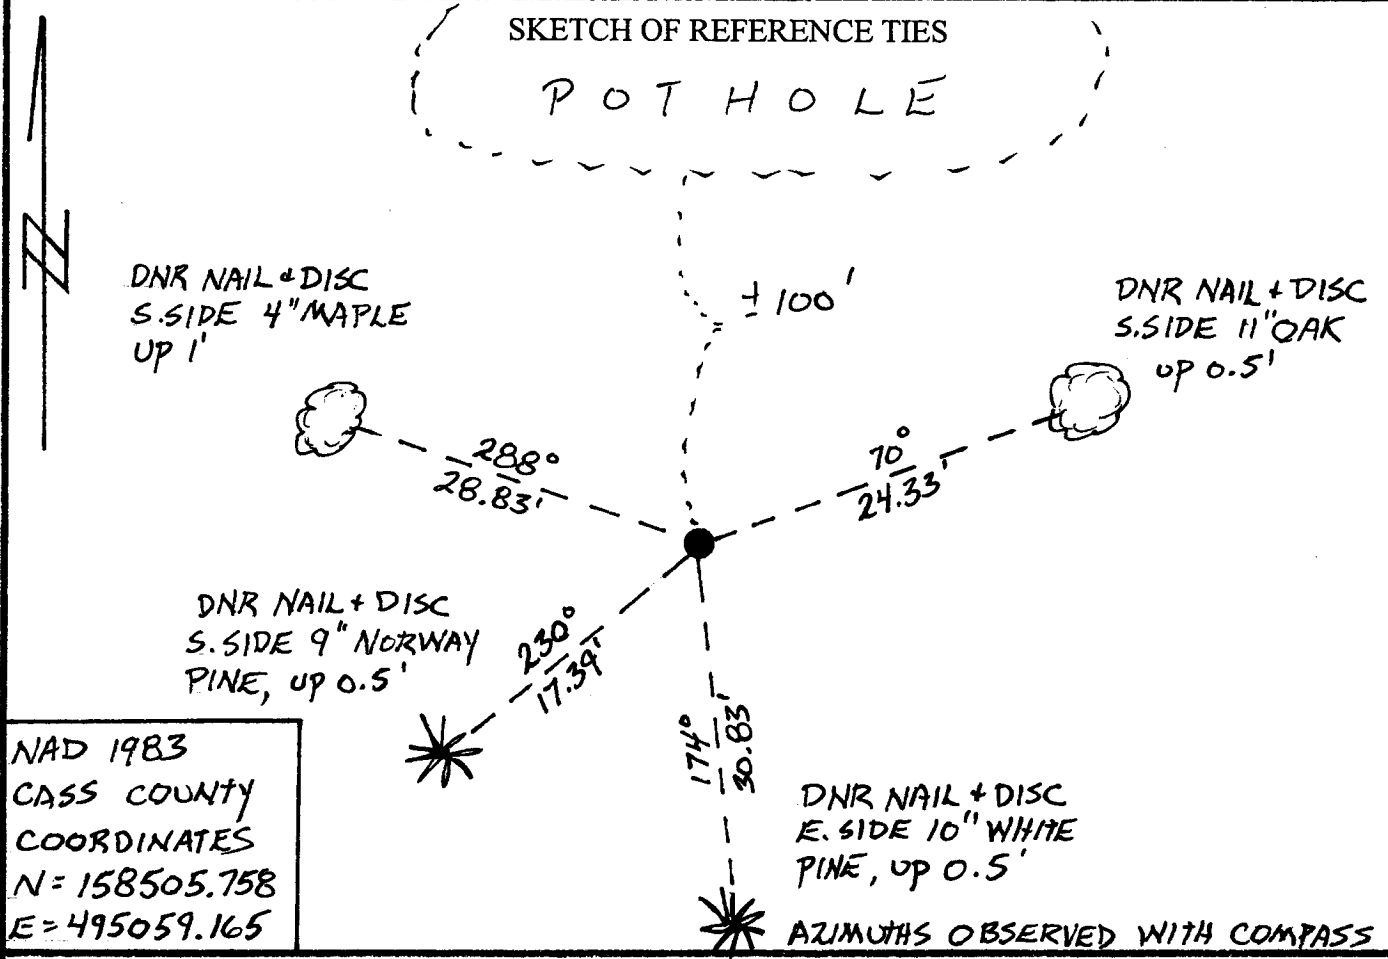 SKETCH OF REFERENCE TIES
POT HOLE
N
DNR NAIL & DISC
S. SIDE 4" MAPLE
UP 1'
± 100'
DNR NAIL + DISC
S. SIDE 11" OAK
UP 0.5'
288°
28.83'
70°
24.33'
DNR NAIL + DISC
S. SIDE 9" NORWAY
PINE, UP 0.5'
230°
17.39'
174°
30.83'
DNR NAIL + DISC
E. SIDE 10" WHITE
PINE, UP 0.5'
NAD 1983
CASS COUNTY
COORDINATES
N = 158505.758
E = 495059.165
AZIMUTHS OBSERVED WITH COMPASS